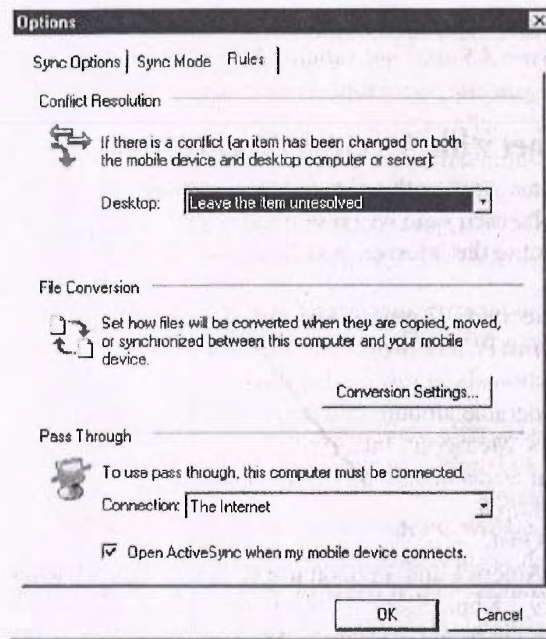 Options
Sync Options Sync Mode Rules
Conflict Resolution
If there is a conflict (an item has been changed on both
the mobile device and desktop computer or server):
Desktop: Leave the item unresolved
File Conversion
Set how files will be converted when they are copied, moved,
or synchronized between this computer and your mobile
device.
Conversion Settings...
Pass Through
To use pass through, this computer must be connected.
Connection: The Internet
Open ActiveSync when my mobile device connects.
OK Cancel